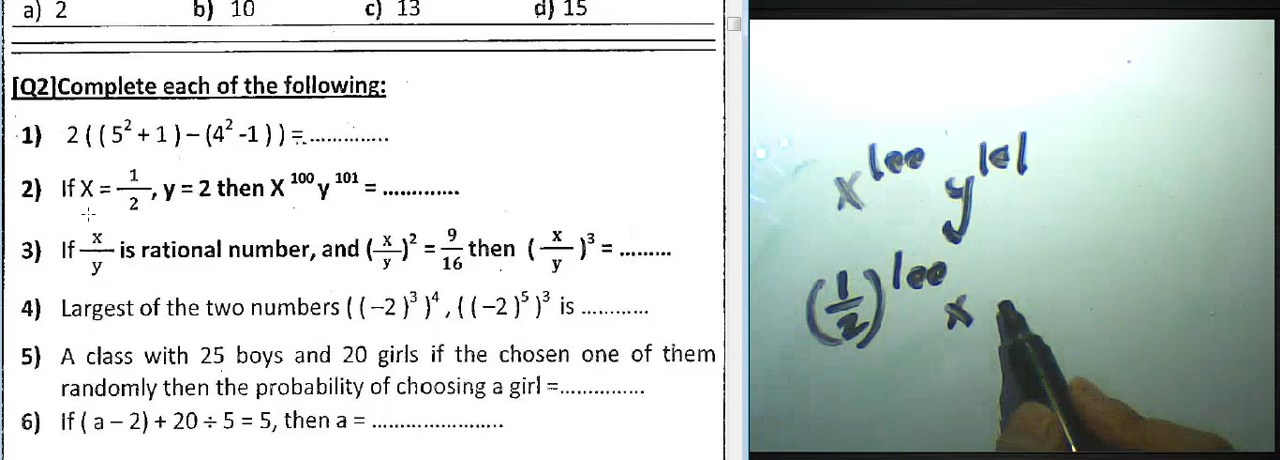 a) 2 b) 10 c) 13 d) 15
[Q2]Complete each of the following:
1) 2 ( ( 5² + 1 ) – (4² -1 ) ) = ..............
2) If X = 1/2 , y = 2 then X ¹⁰⁰ y ¹⁰¹ = .............
3) If x/y is rational number, and (x/y)² = 9/16 then ( x/y )³ = .........
4) Largest of the two numbers ( ( –2 )³ )⁴ , ( ( –2 )⁵ )³ is ............
5) A class with 25 boys and 20 girls if the chosen one of them
randomly then the probability of choosing a girl =...............
6) If ( a – 2) + 20 ÷ 5 = 5, then a = .......................
x¹⁰⁰ y¹⁰¹
(1/2)¹⁰⁰ x